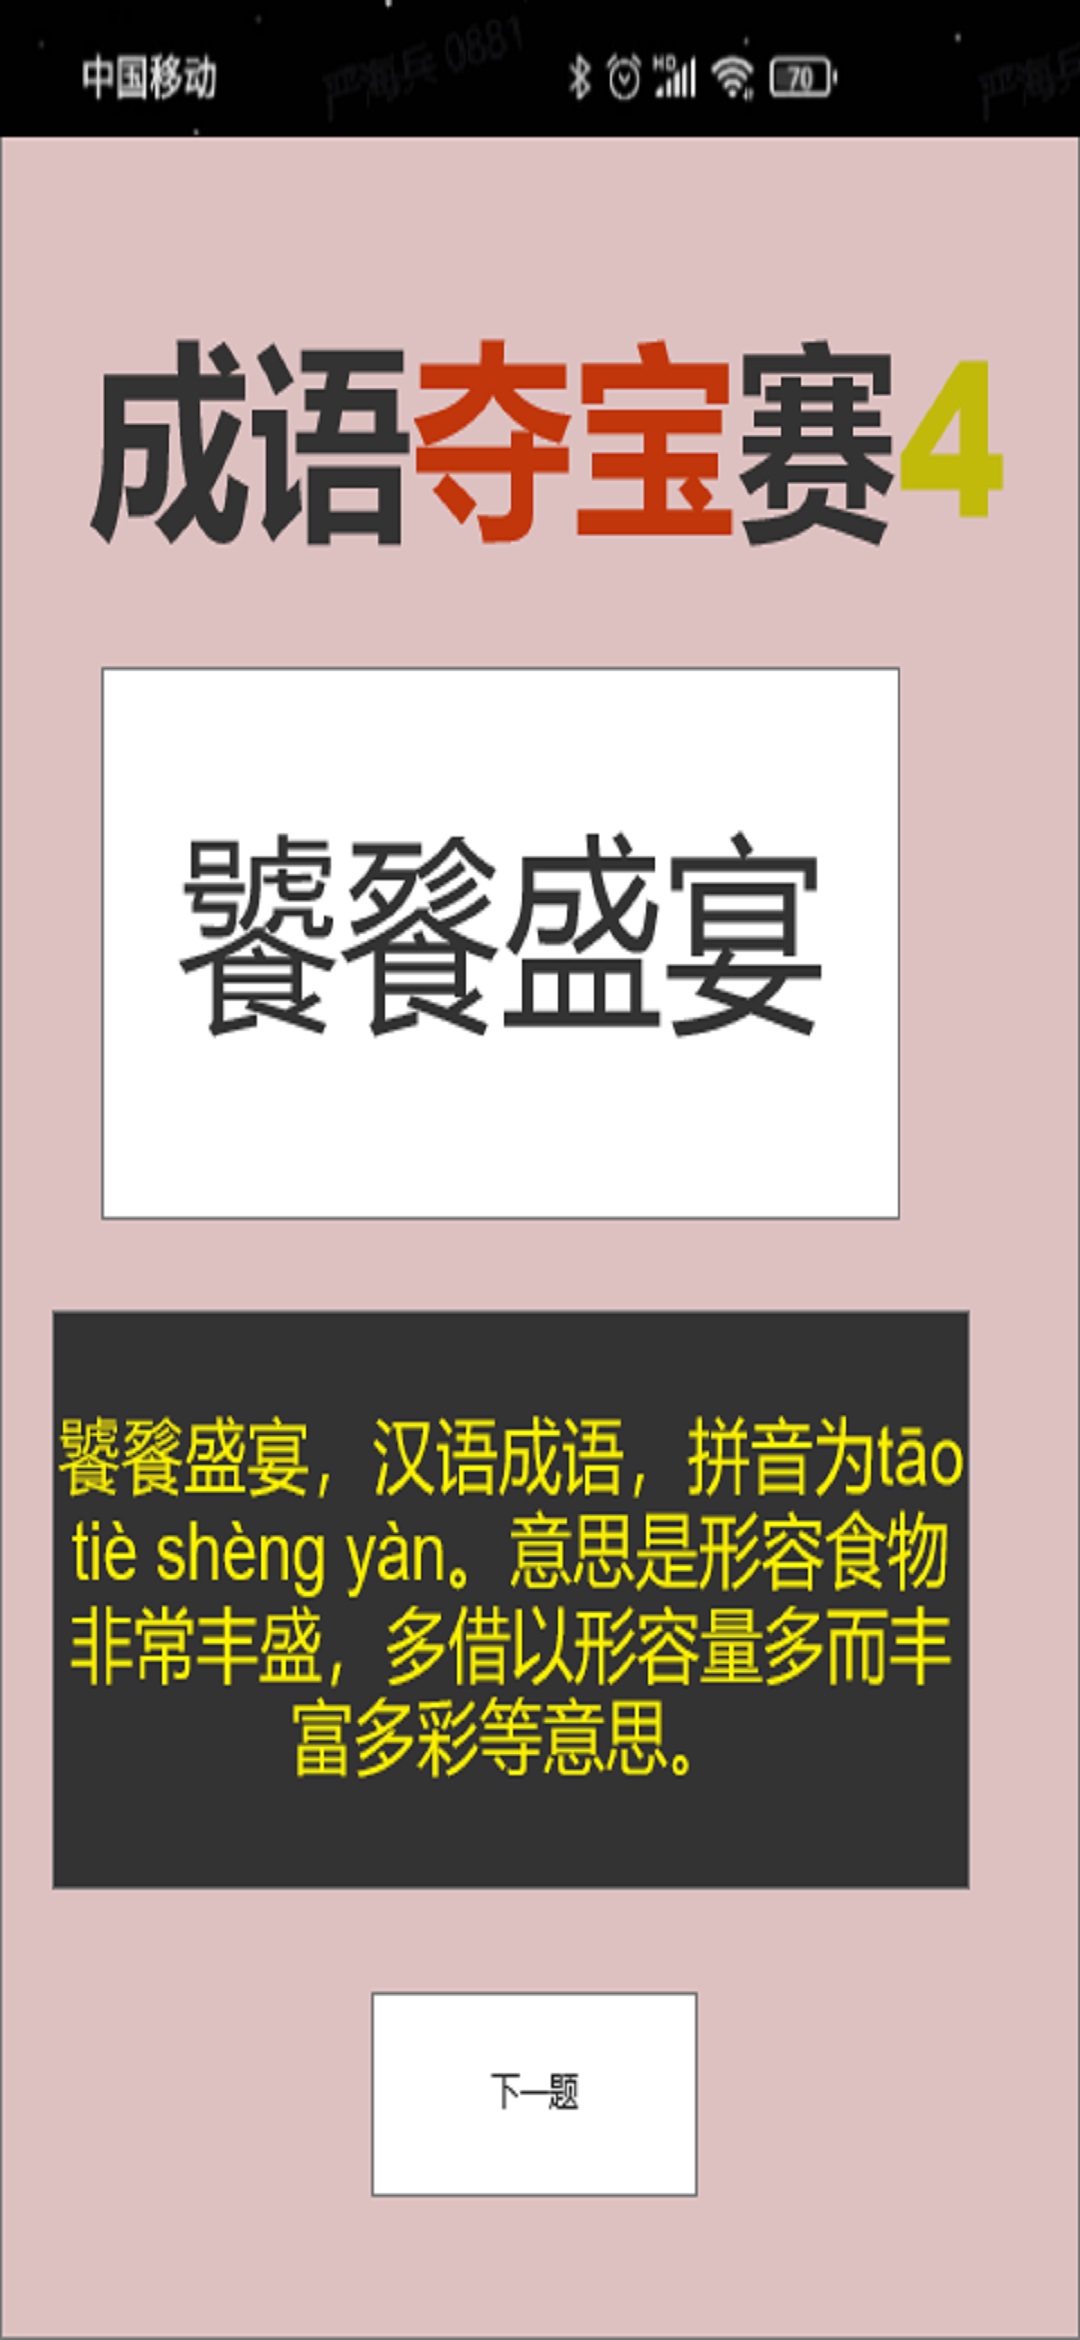 中国移动
严海兵 0881
HD
70
成语夺宝赛4
饕餮盛宴
饕餮盛宴，汉语成语，拼音为tāo
tiè shèng yàn。意思是形容食物
非常丰盛，多借以形容量多而丰
富多彩等意思。
下一题